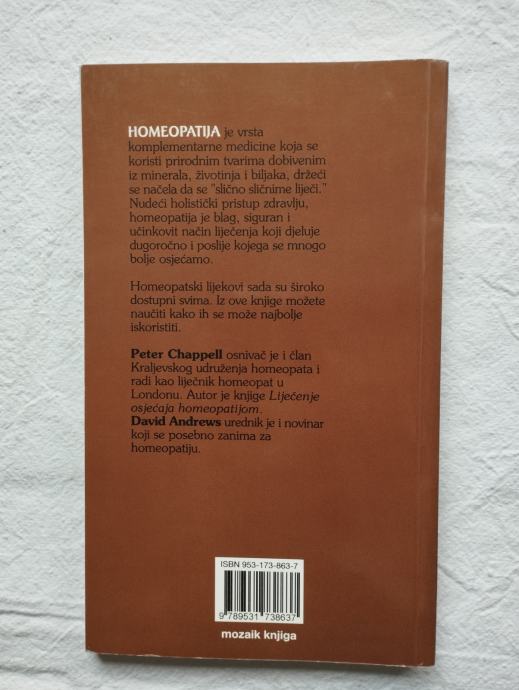 HOMEOPATIJA je vrsta
komplementarne medicine koja se
koristi prirodnim tvarima dobivenim
iz minerala, životinja i biljaka, držeći
se načela da se "slično sličnime liječi."
Nudeći holistički pristup zdravlju,
homeopatija je blag, siguran i
učinkovit način liječenja koji djeluje
dugoročno i poslije kojega se mnogo
bolje osjećamo.
Homeopatski lijekovi sada su široko
dostupni svima. Iz ove knjige možete
naučiti kako ih se može najbolje
iskoristiti.
Peter Chappell osnivač je i član
Kraljevskog udruženja homeopata i
radi kao liječnik homeopat u
Londonu. Autor je knjige Liječenje
osjećaja homeopatijom.
David Andrews urednik je i novinar
koji se posebno zanima za
homeopatiju.
ISBN 953-173-863-7
9 789531 738637
mozaik knjiga